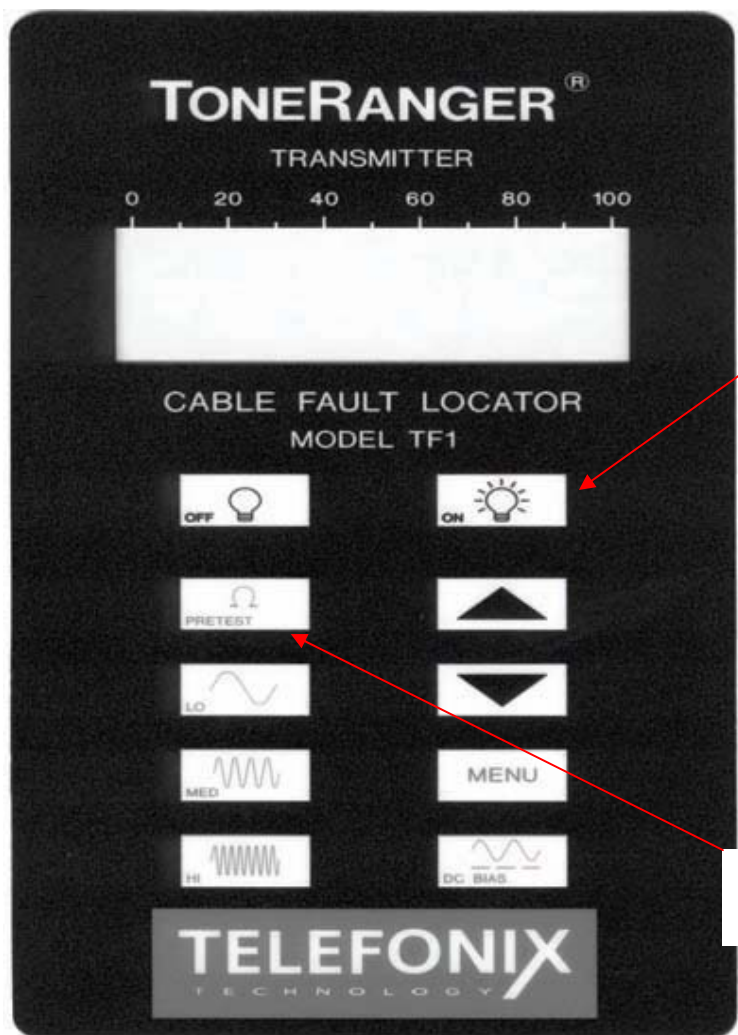 TONERANGER®
TRANSMITTER
0 20 40 60 80 100
CABLE FAULT LOCATOR
MODEL TF1
OFF ON
Ω
PRETEST
LO
MED MENU
HI DC BIAS
TELEFONIX
TECHNOLOGY